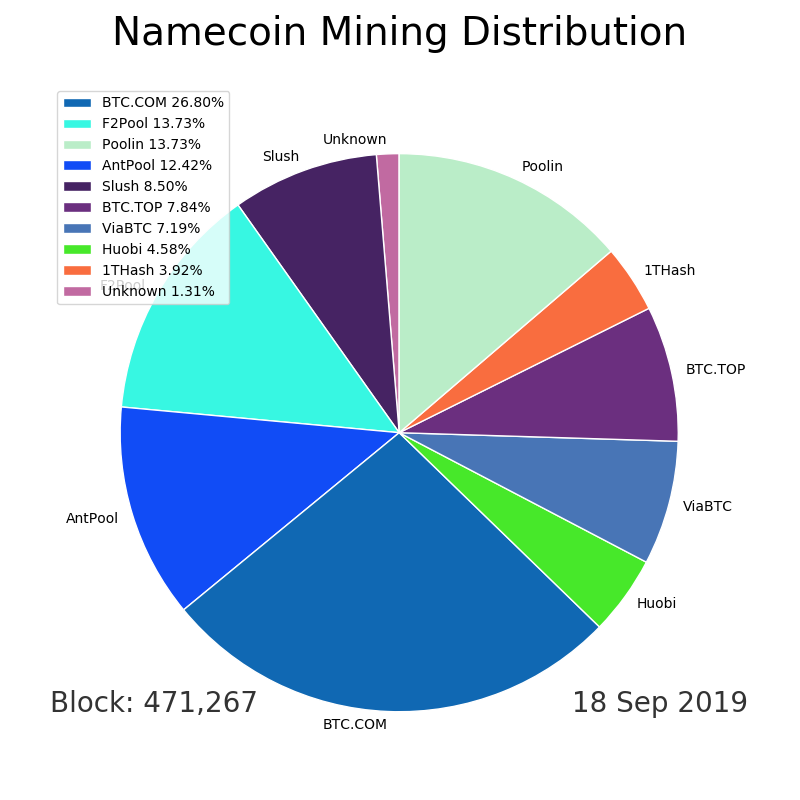 Namecoin Mining Distribution
BTC.COM 26.80%
F2Pool 13.73%
Poolin 13.73%
AntPool 12.42%
Slush 8.50%
BTC.TOP 7.84%
ViaBTC 7.19%
Huobi 4.58%
1THash 3.92%
Unknown 1.31%
Unknown
Slush
Poolin
1THash
F2Pool
BTC.TOP
ViaBTC
AntPool
Huobi
Block: 471,267
18 Sep 2019
BTC.COM